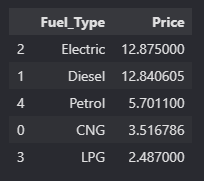 Fuel_Type Price
2 Electric 12.875000
1 Diesel 12.840605
4 Petrol 5.701100
0 CNG 3.516786
3 LPG 2.487000